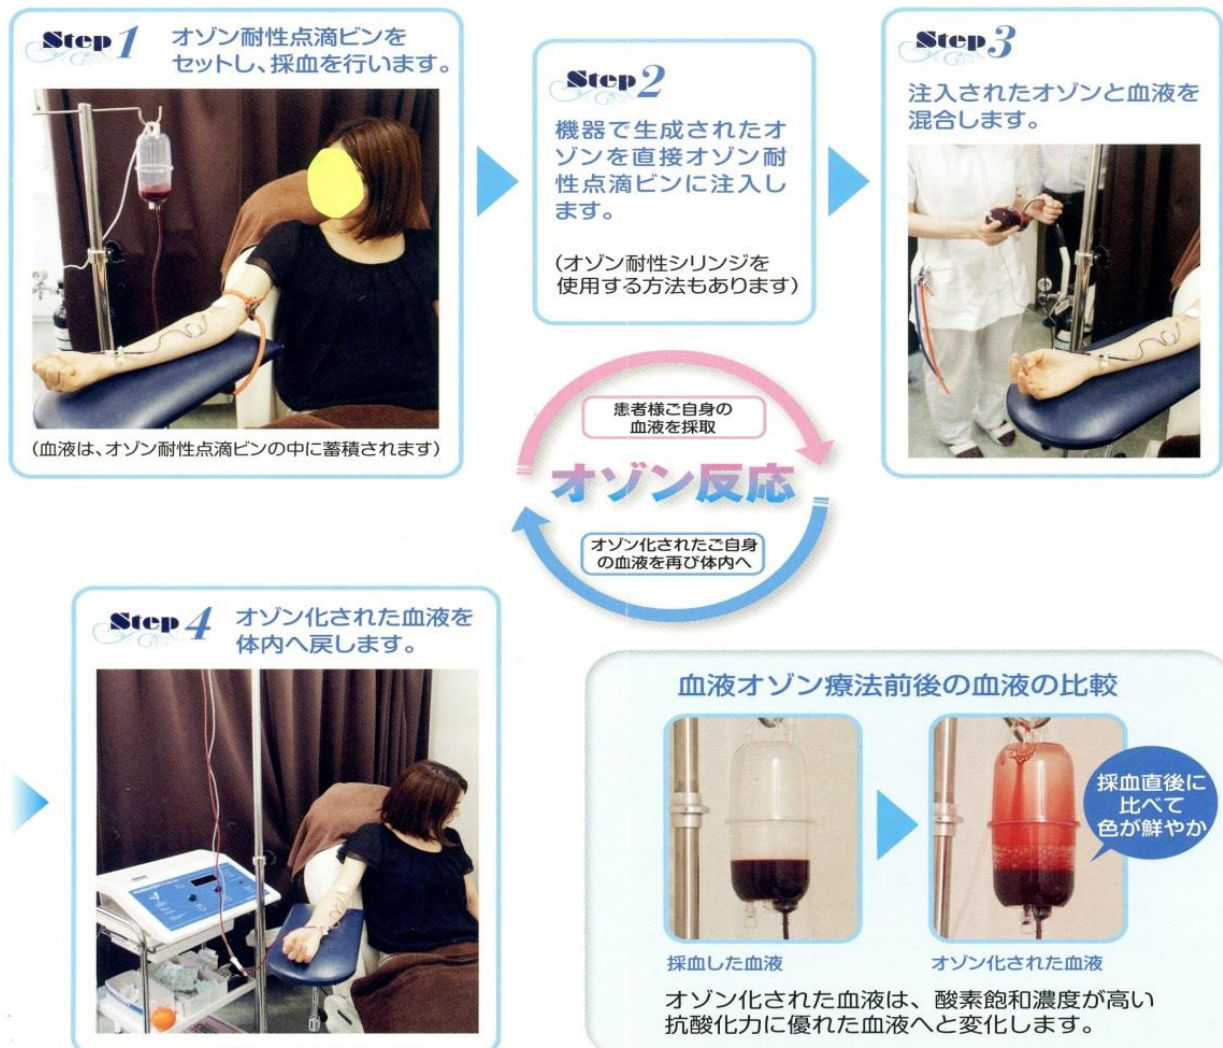 Step 1
オゾン耐性点滴ビンを
セットし、採血を行います。
(血液は、オゾン耐性点滴ビンの中に蓄積されます)
Step 2
機器で生成されたオ
ゾンを直接オゾン耐
性点滴ビンに注入し
ます。
(オゾン耐性シリンジを
使用する方法もあります)
Step 3
注入されたオゾンと血液を
混合します。
患者様ご自身の
血液を採取
オゾン反応
オゾン化されたご自身
の血液を再び体内へ
Step 4
オゾン化された血液を
体内へ戻します。
血液オゾン療法前後の血液の比較
採血直後に
比べて
色が鮮やか
採血した血液
オゾン化された血液
オゾン化された血液は、酸素飽和濃度が高い
抗酸化力に優れた血液へと変化します。